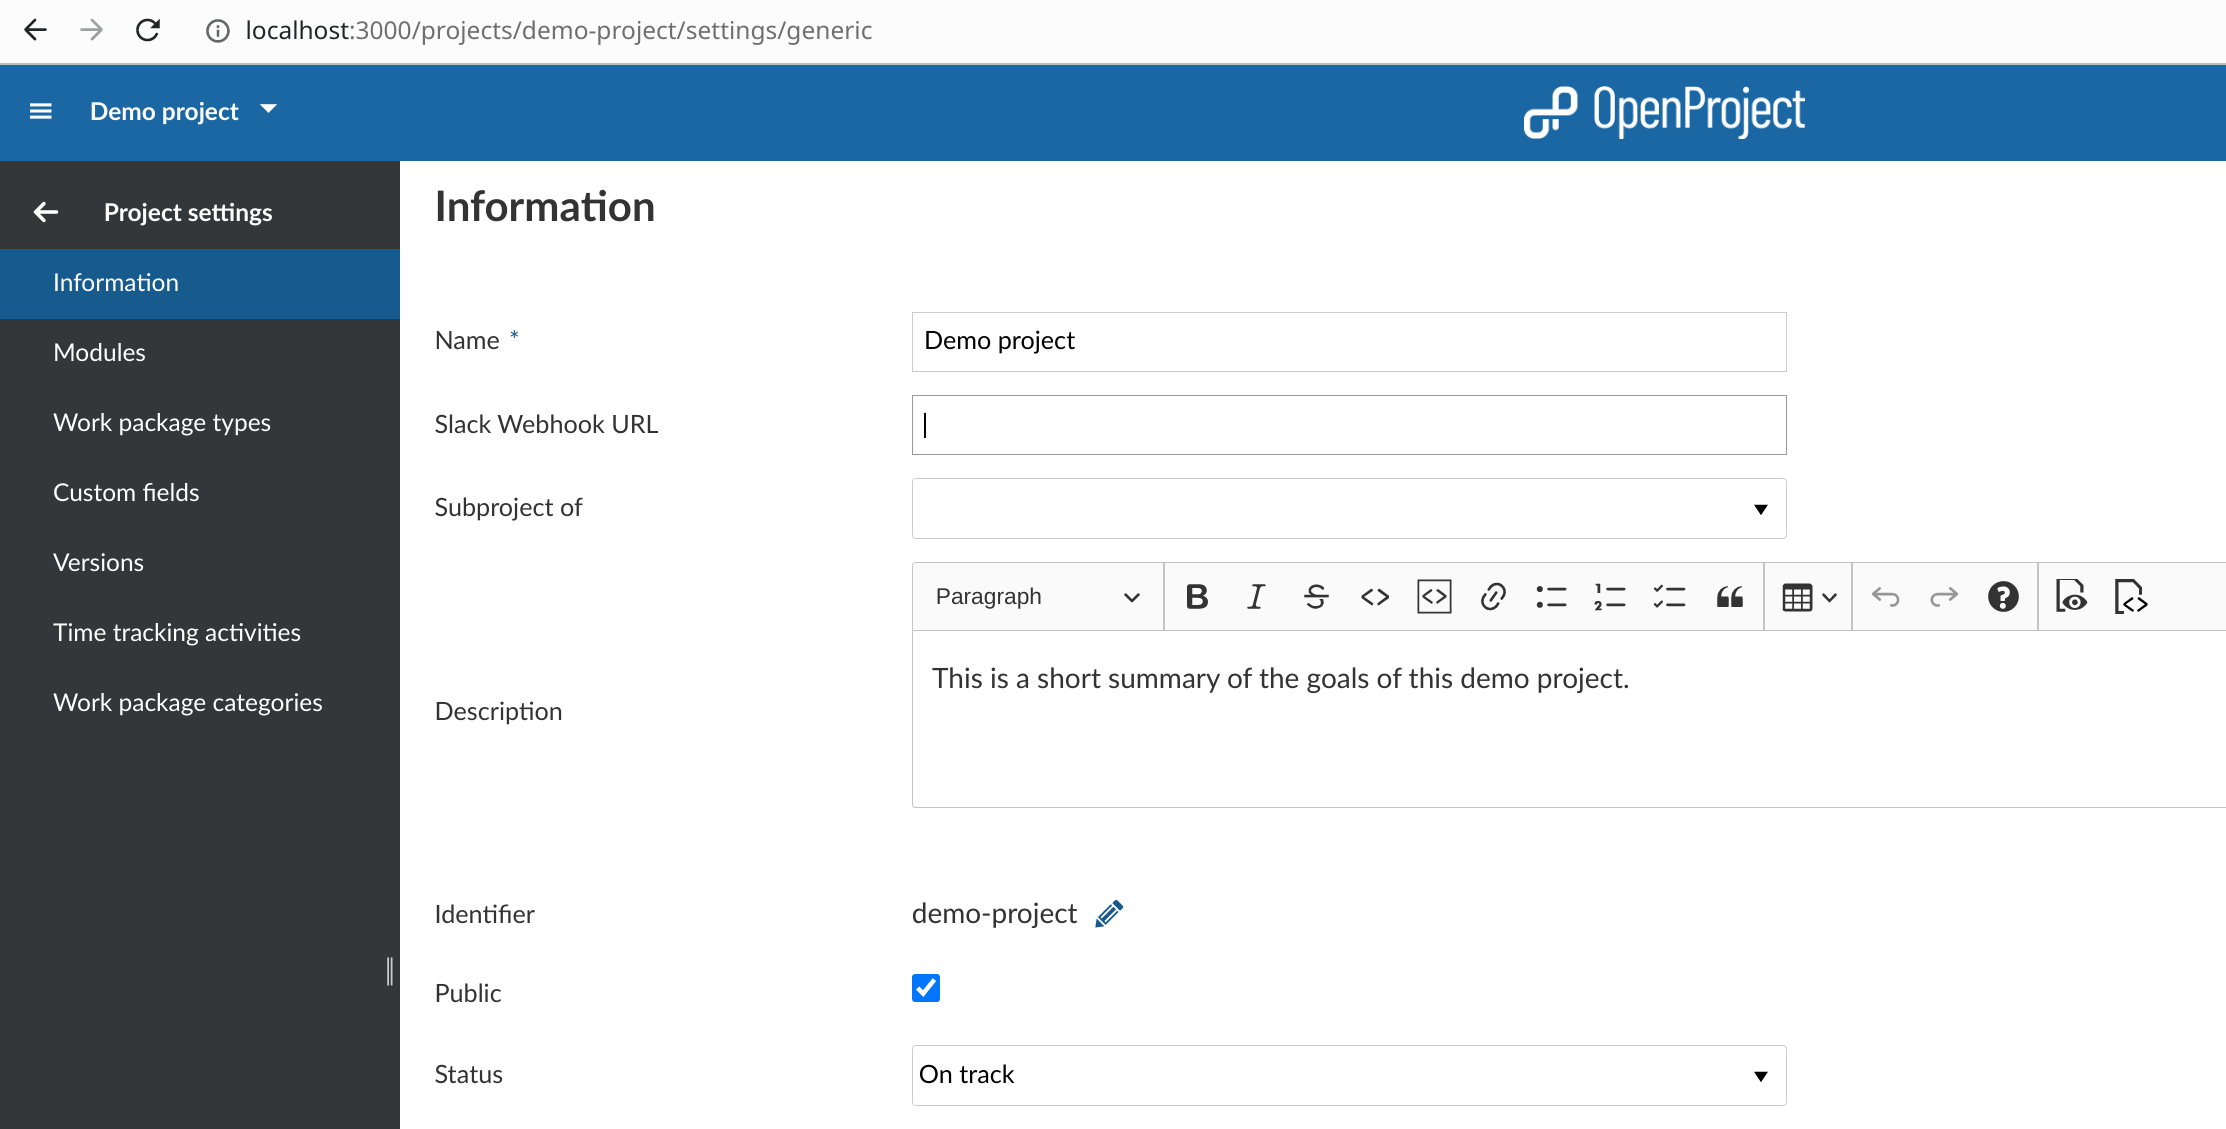 localhost:3000/projects/demo-project/settings/generic
Demo project
OpenProject
Project settings
Information
Modules
Work package types
Custom fields
Versions
Time tracking activities
Work package categories
Information
Name *
Demo project
Slack Webhook URL
Subproject of
Paragraph
Description
This is a short summary of the goals of this demo project.
Identifier
demo-project
Public
Status
On track